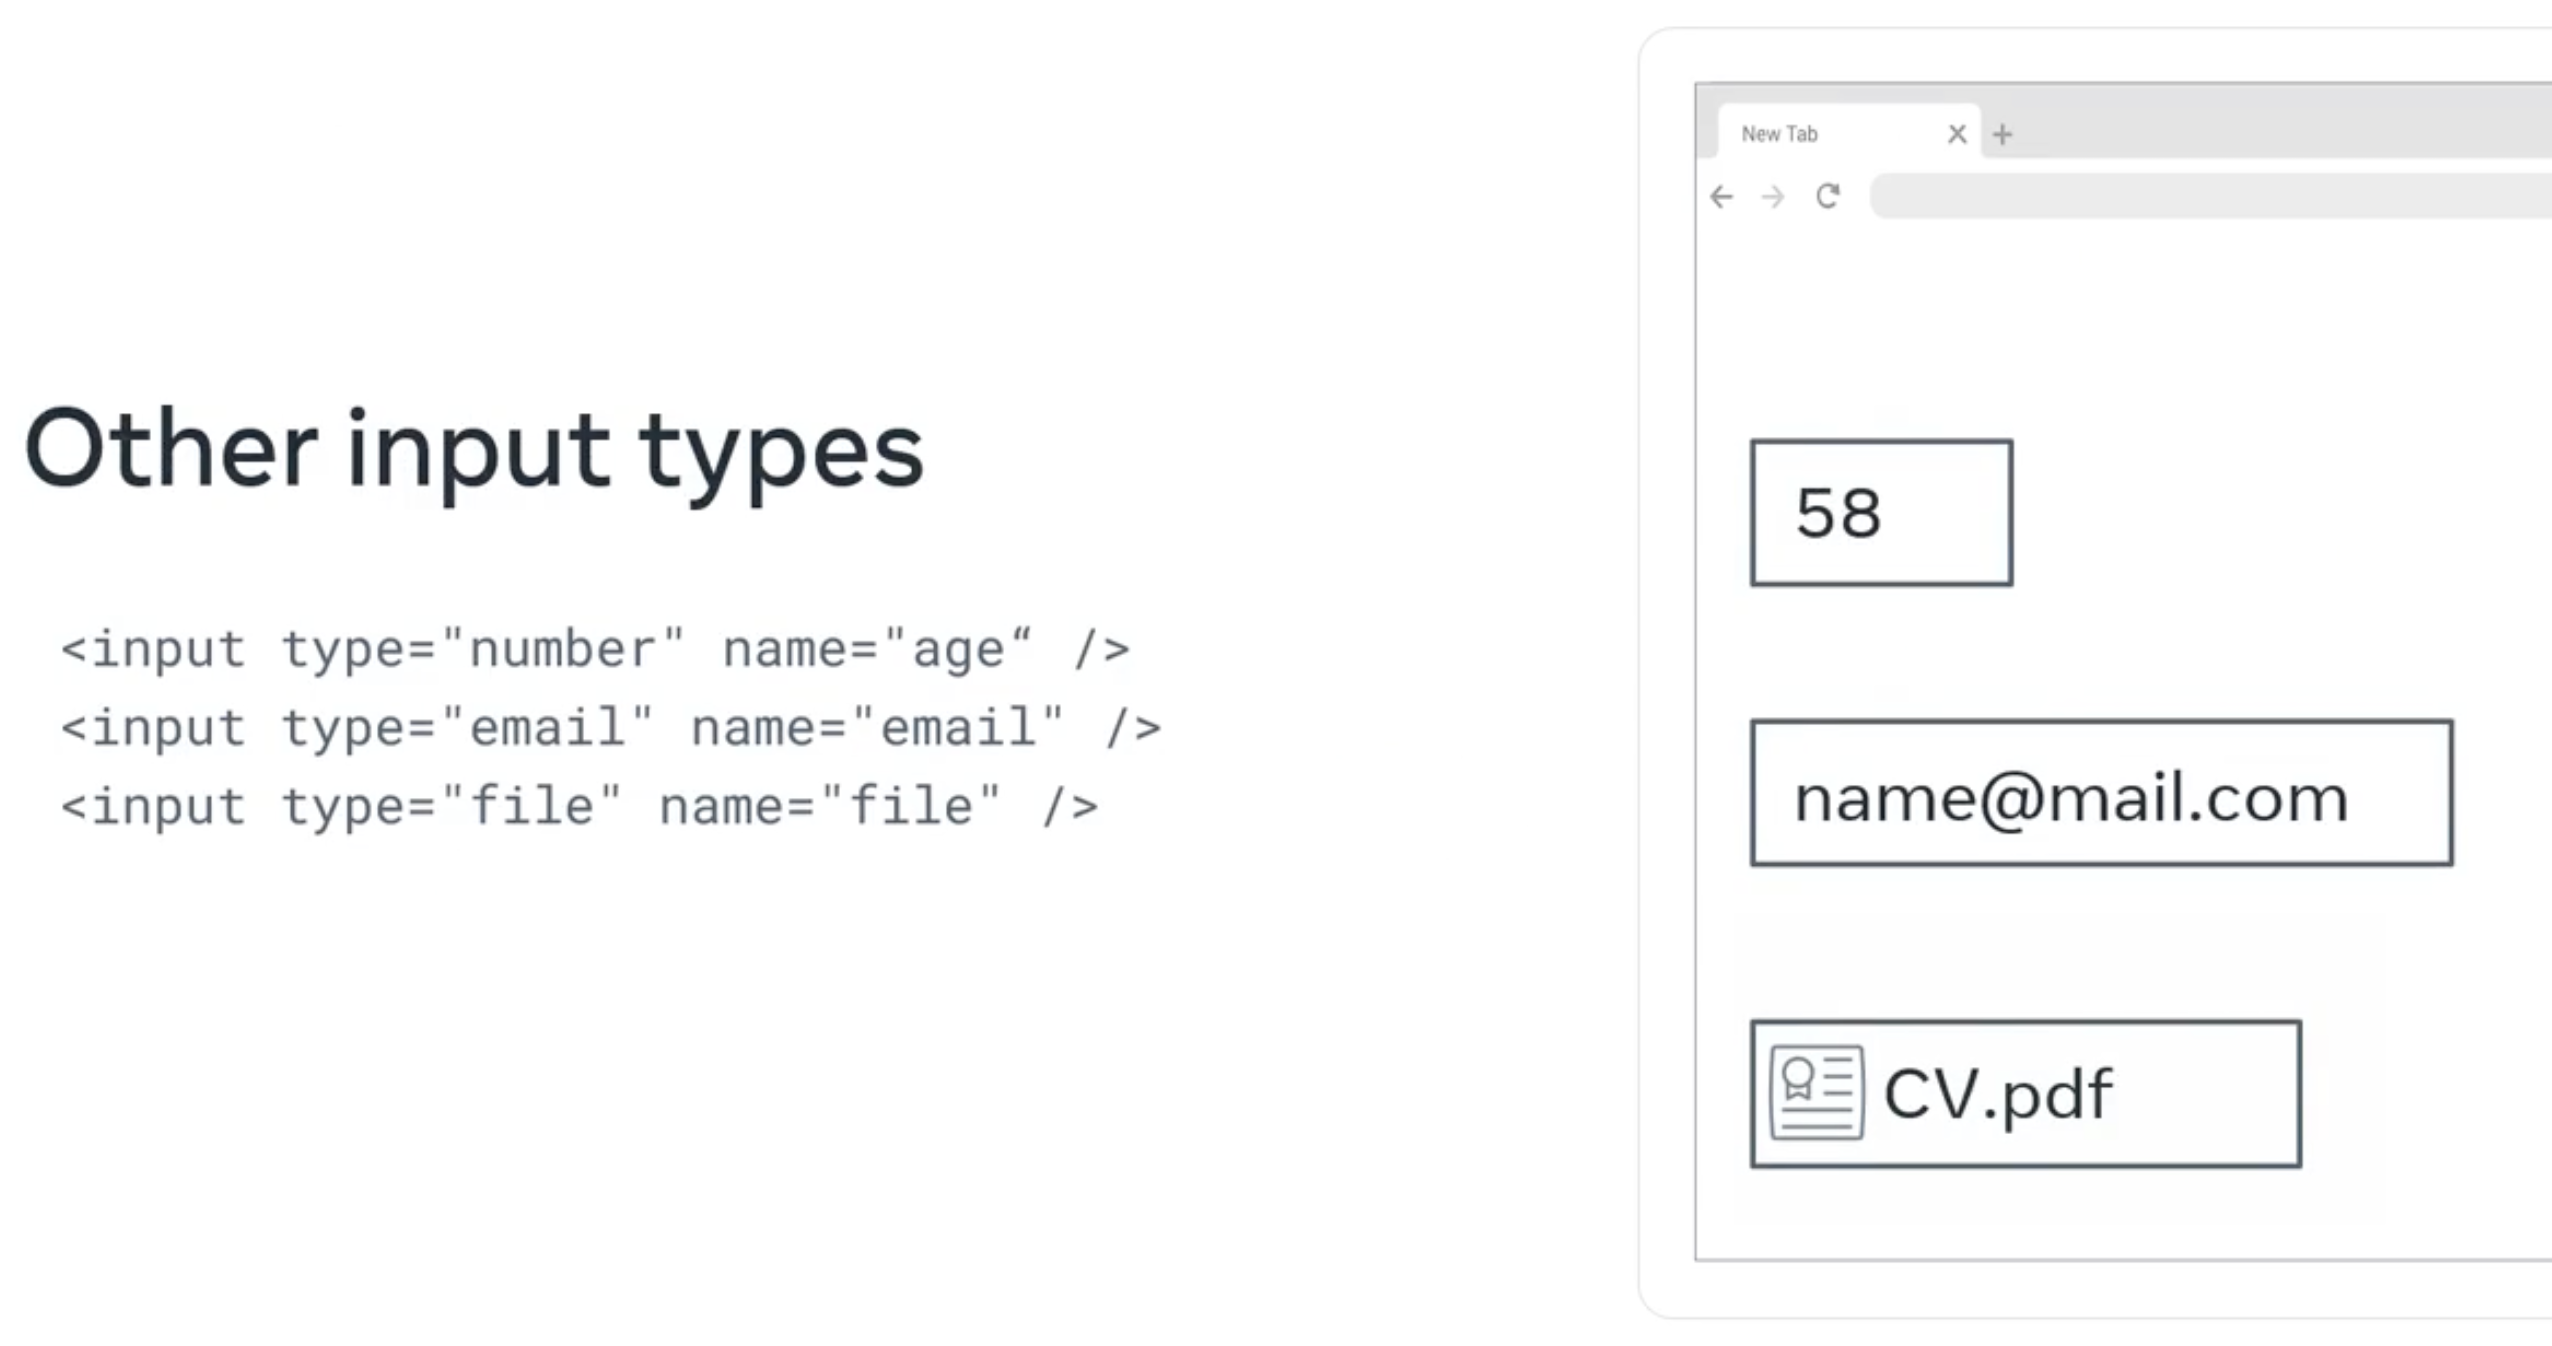 Other input types
<input type="number" name="age“ />
<input type="email" name="email" />
<input type="file" name="file" />
New Tab
58
name@mail.com
CV.pdf